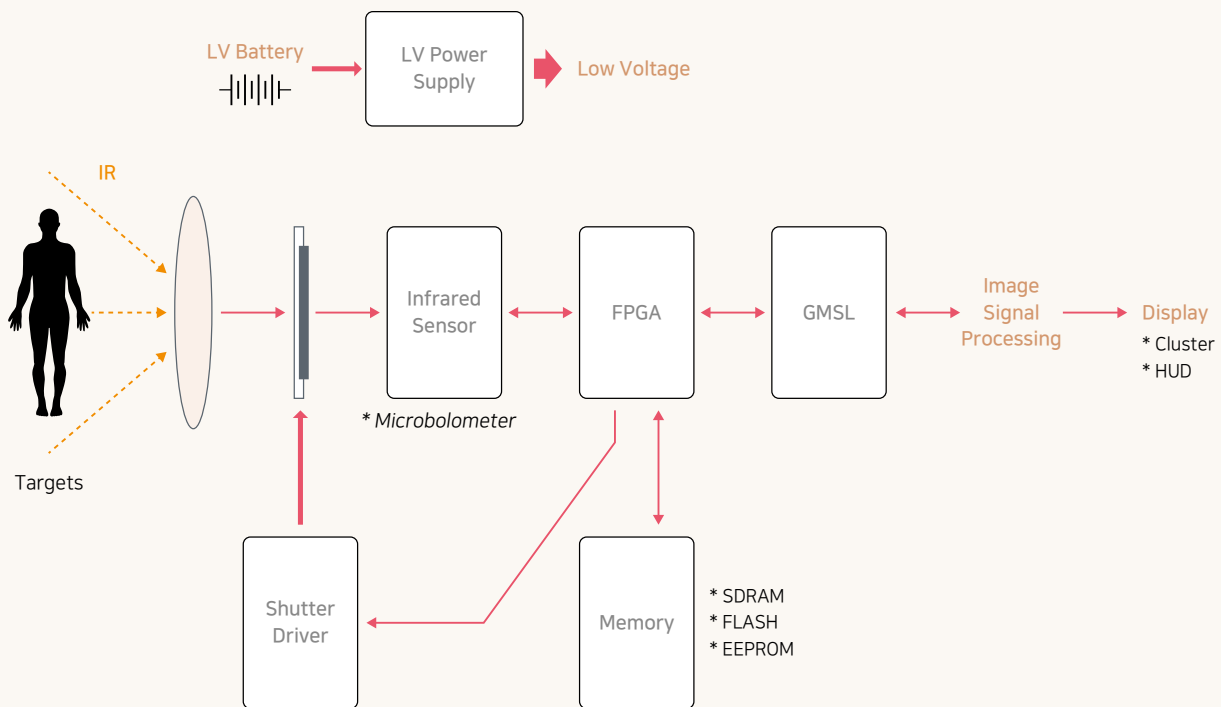 LV Battery
LV Power
Supply
Low Voltage
IR
Targets
Infrared
Sensor
* Microbolometer
FPGA
GMSL
Image
Signal
Processing
Display
* Cluster
* HUD
Shutter
Driver
Memory
* SDRAM
* FLASH
* EEPROM